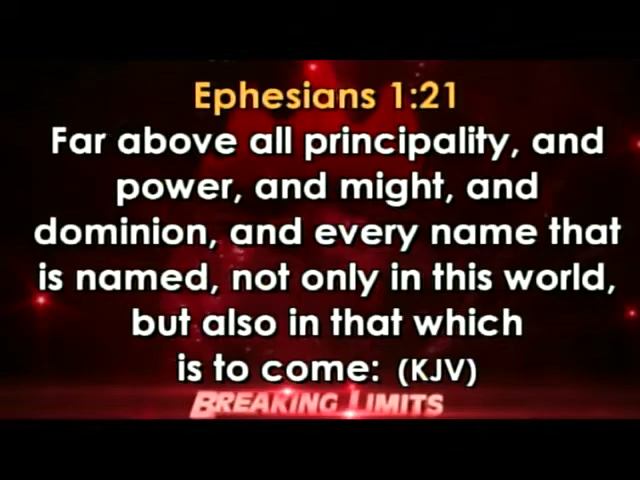 Ephesians 1:21
Far above all principality, and
power, and might, and
dominion, and every name that
is named, not only in this world,
but also in that which
is to come: (KJV)
BREAKING LIMITS